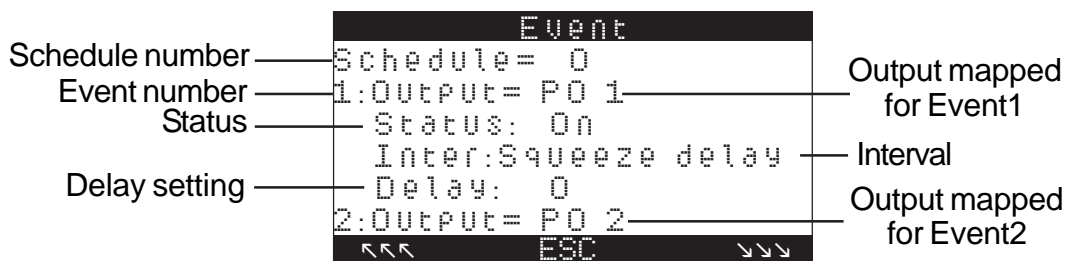 Event
Schedule number
Schedule= 0
Event number
1:Output= PO 1
Output mapped
for Event1
Status
Status: On
Inter:Squeeze delay
Interval
Delay setting
Delay: 0
2:Output= PO 2
Output mapped
for Event2
↖↖↖ ESC ↘↘↘